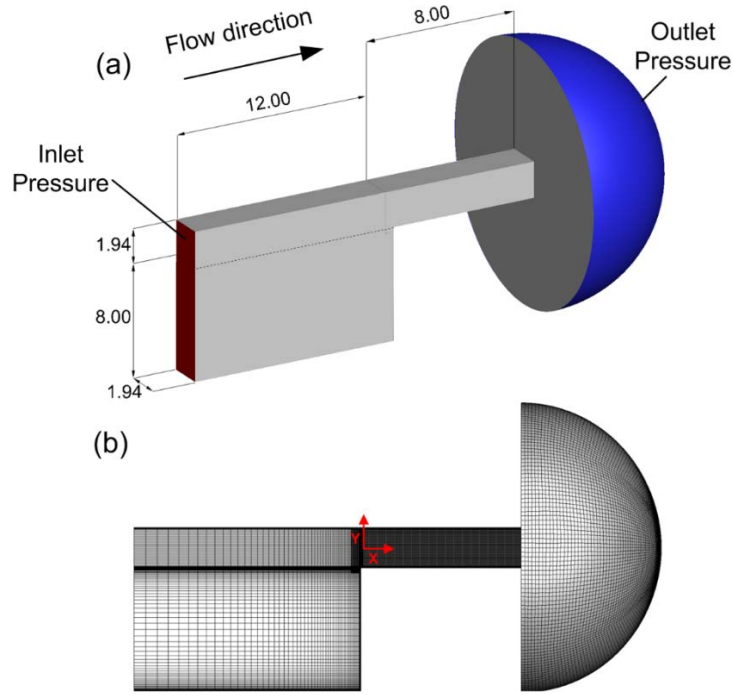 (a)
Flow direction
8.00
Outlet
Pressure
12.00
Inlet
Pressure
1.94
8.00
1.94
(b)
Y
X